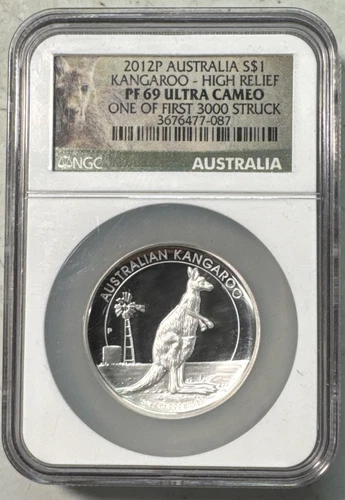 2012P AUSTRALIA S$1
KANGAROO - HIGH RELIEF
PF 69 ULTRA CAMEO
ONE OF FIRST 3000 STRUCK
3676477-087
NGC
AUSTRALIA
AUSTRALIAN KANGAROO
P